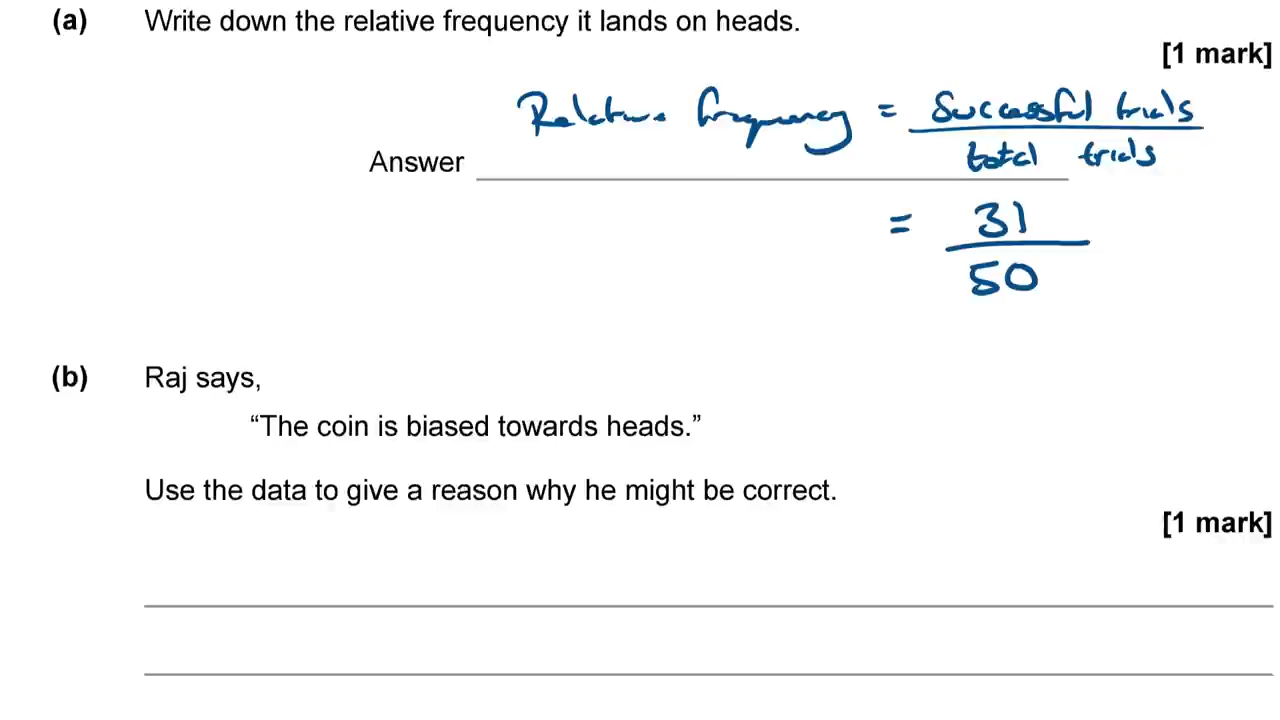 (a) Write down the relative frequency it lands on heads.
[1 mark]
Relative frequency = Successful trials
Answer total trials
= 31
50
(b) Raj says,
“The coin is biased towards heads.”
Use the data to give a reason why he might be correct.
[1 mark]